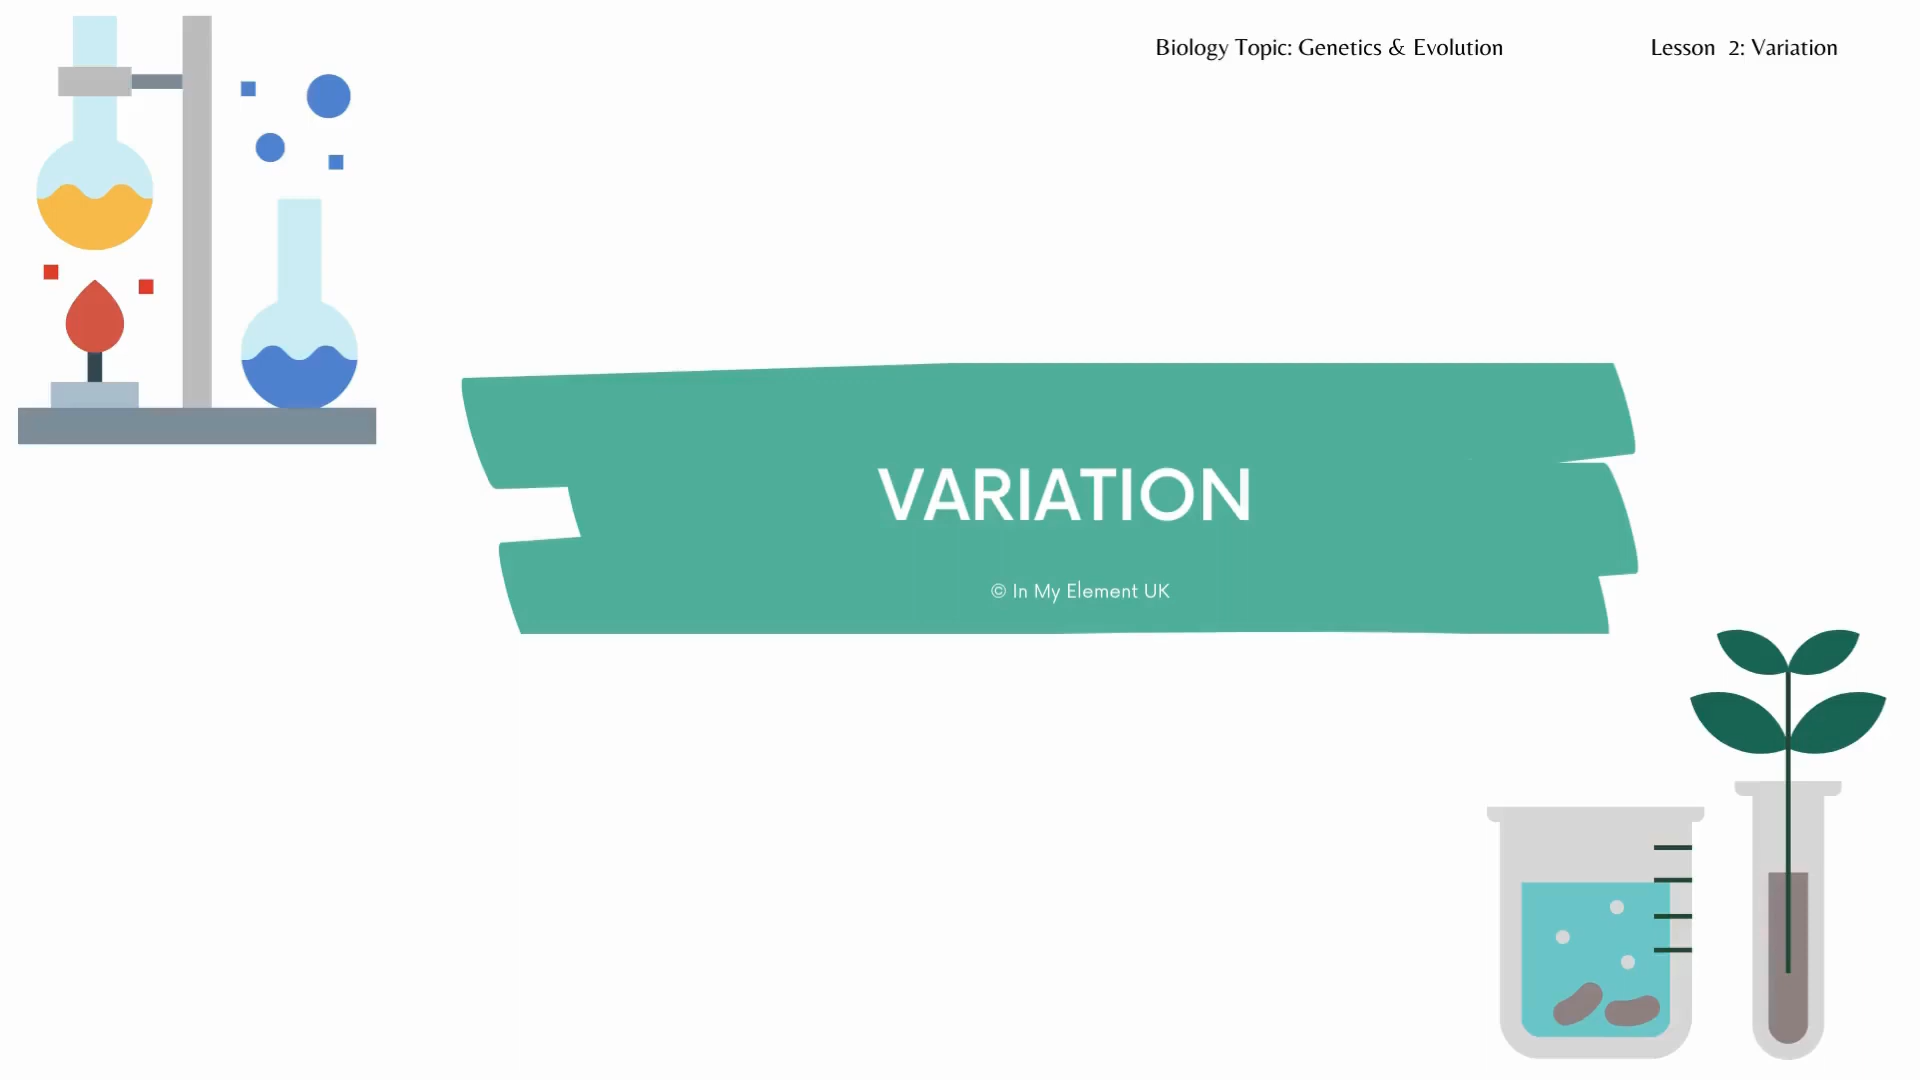 Biology Topic: Genetics & Evolution
Lesson 2: Variation
VARIATION
© In My Element UK